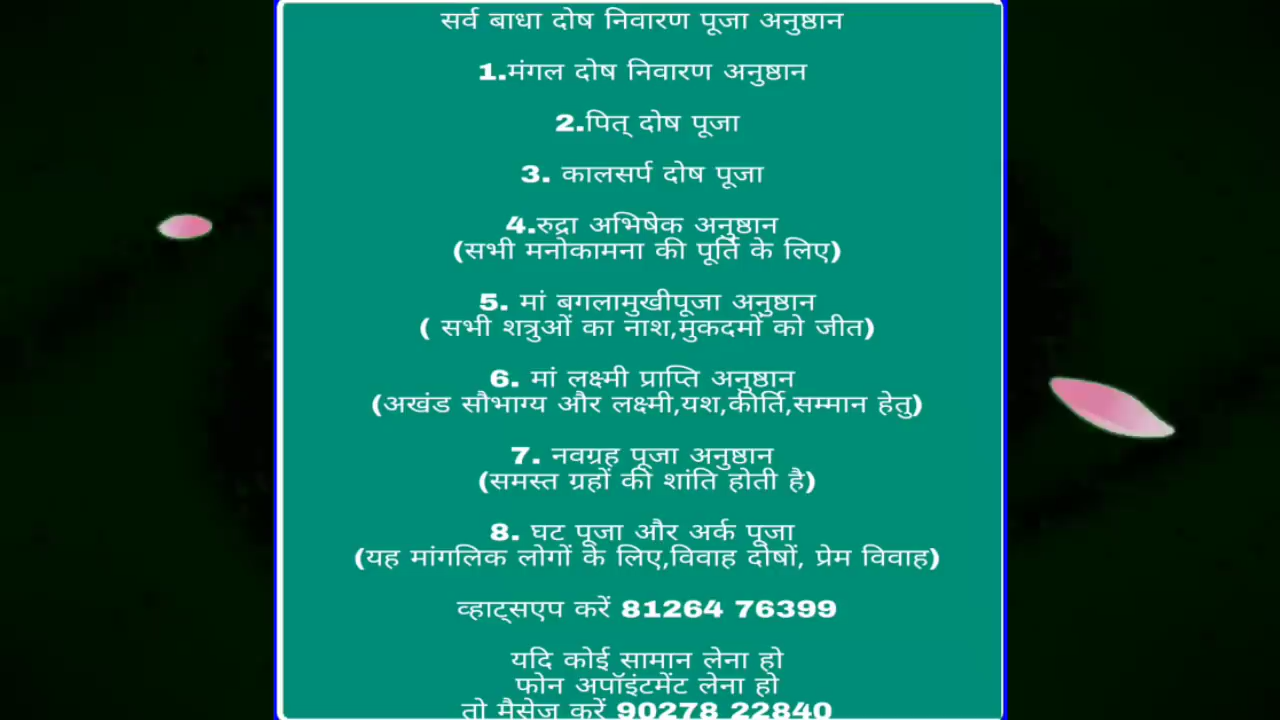 सर्व बाधा दोष निवारण पूजा अनुष्ठान
1.मंगल दोष निवारण अनुष्ठान
2.पित् दोष पूजा
3. कालसर्प दोष पूजा
4.रुद्रा अभिषेक अनुष्ठान
(सभी मनोकामना की पूर्ति के लिए)
5. मां बगलामुखीपूजा अनुष्ठान
( सभी शत्रुओं का नाश,मुकदमों को जीत)
6. मां लक्ष्मी प्राप्ति अनुष्ठान
(अखंड सौभाग्य और लक्ष्मी,यश,कीर्ति,सम्मान हेतु)
7. नवग्रह पूजा अनुष्ठान
(समस्त ग्रहों की शांति होती है)
8. घट पूजा और अर्क पूजा
(यह मांगलिक लोगों के लिए,विवाह दोषों, प्रेम विवाह)
व्हाट्सएप करें 81264 76399
यदि कोई सामान लेना हो
फोन अपॉइंटमेंट लेना हो
तो मैसेज करें 90278 22840